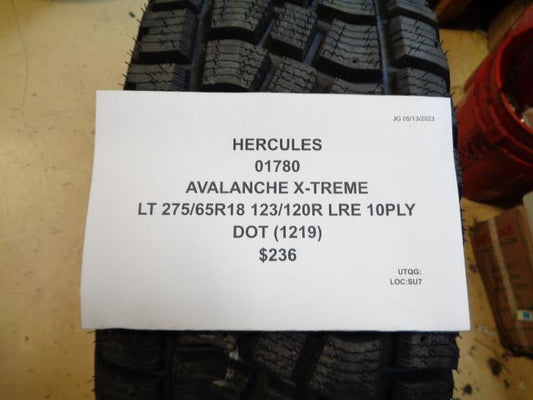 JG 05/13/2023
HERCULES
01780
AVALANCHE X-TREME
LT 275/65R18 123/120R LRE 10PLY
DOT (1219)
$236
UTQG:
LOC:SU7